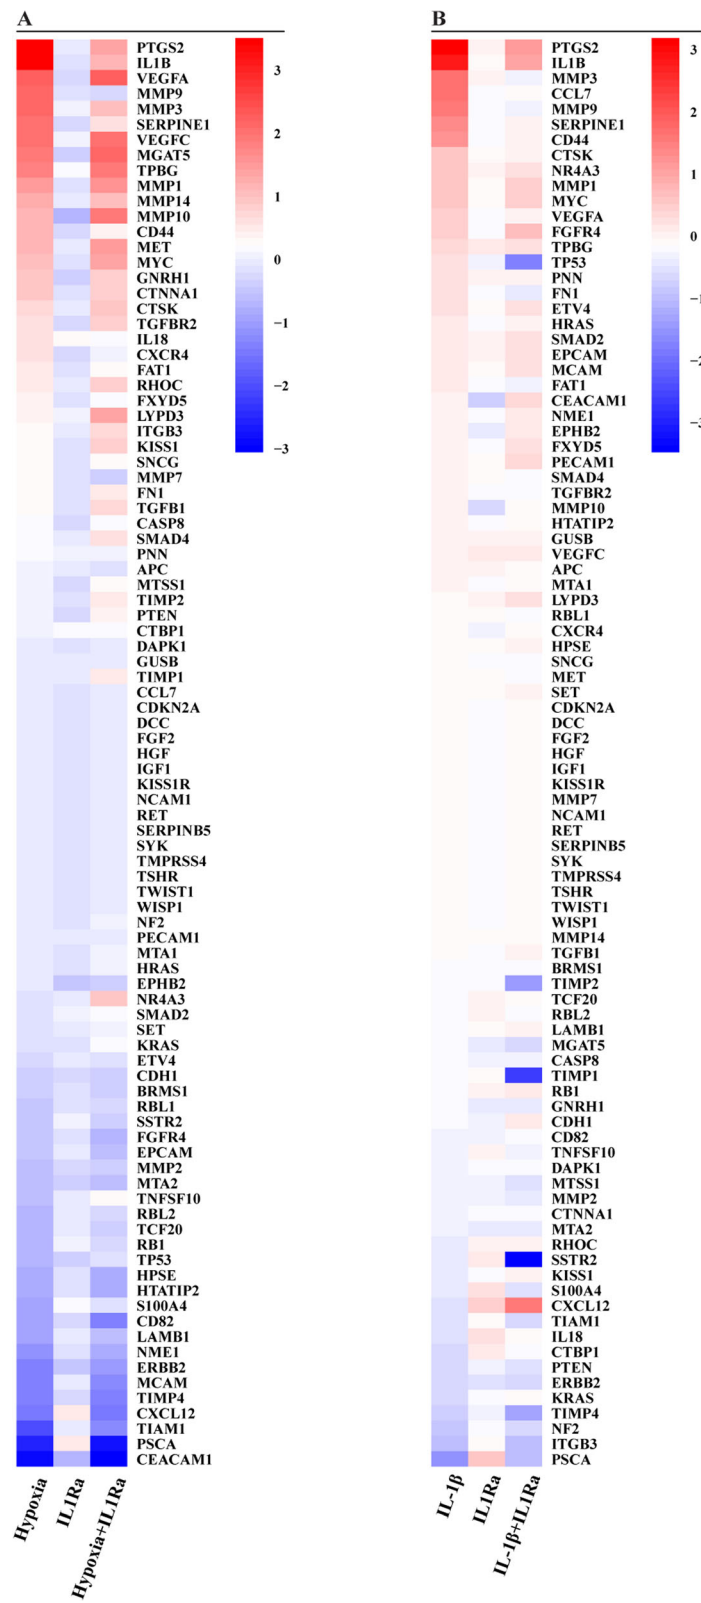 A
PTGS2
IL1B
VEGFA
MMP9
MMP3
SERPINE1
VEGFC
MGAT5
TPBG
MMP1
MMP14
MMP10
CD44
MET
MYC
GNRH1
CTNNA1
CTSK
TGFBR2
IL18
CXCR4
FAT1
RHOC
FXYD5
LYPD3
ITGB3
KISS1
SNCG
MMP7
FN1
TGFB1
CASP8
SMAD4
PNN
APC
MTSS1
TIMP2
PTEN
CTBP1
DAPK1
GUSB
TIMP1
CCL7
CDKN2A
DCC
FGF2
HGF
IGF1
KISS1R
NCAM1
RET
SERPINB5
SYK
TMPRSS4
TSHR
TWIST1
WISP1
NF2
PECAM1
MTA1
HRAS
EPHB2
NR4A3
SMAD2
SET
KRAS
ETV4
CDH1
BRMS1
RBL1
SSTR2
FGFR4
EPCAM
MMP2
MTA2
TNFSF10
RBL2
TCF20
RB1
TP53
HPSE
HTATIP2
S100A4
CD82
LAMB1
NME1
ERBB2
MCAM
TIMP4
CXCL12
TIAM1
PSCA
CEACAM1
3
2
1
0
−1
−2
−3
Hypoxia
IL1Ra
Hypoxia+IL1Ra
B
PTGS2
IL1B
MMP3
CCL7
MMP9
SERPINE1
CD44
CTSK
NR4A3
MMP1
MYC
VEGFA
FGFR4
TPBG
TP53
PNN
FN1
ETV4
HRAS
SMAD2
EPCAM
MCAM
FAT1
CEACAM1
NME1
EPHB2
FXYD5
PECAM1
SMAD4
TGFBR2
MMP10
HTATIP2
GUSB
VEGFC
APC
MTA1
LYPD3
RBL1
CXCR4
HPSE
SNCG
MET
SET
CDKN2A
DCC
FGF2
HGF
IGF1
KISS1R
MMP7
NCAM1
RET
SERPINB5
SYK
TMPRSS4
TSHR
TWIST1
WISP1
MMP14
TGFB1
BRMS1
TIMP2
TCF20
RBL2
LAMB1
MGAT5
CASP8
TIMP1
RB1
GNRH1
CDH1
CD82
TNFSF10
DAPK1
MTSS1
MMP2
CTNNA1
MTA2
RHOC
SSTR2
KISS1
S100A4
CXCL12
TIAM1
IL18
CTBP1
PTEN
ERBB2
KRAS
TIMP4
NF2
ITGB3
PSCA
3
2
1
0
−1
−2
−3
IL-1β
IL1Ra
IL-1β+IL1Ra